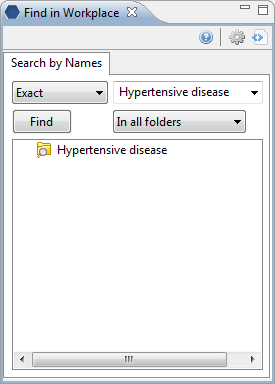 Find in Workplace
Search by Names
Exact
Hypertensive disease
Find
In all folders
Hypertensive disease